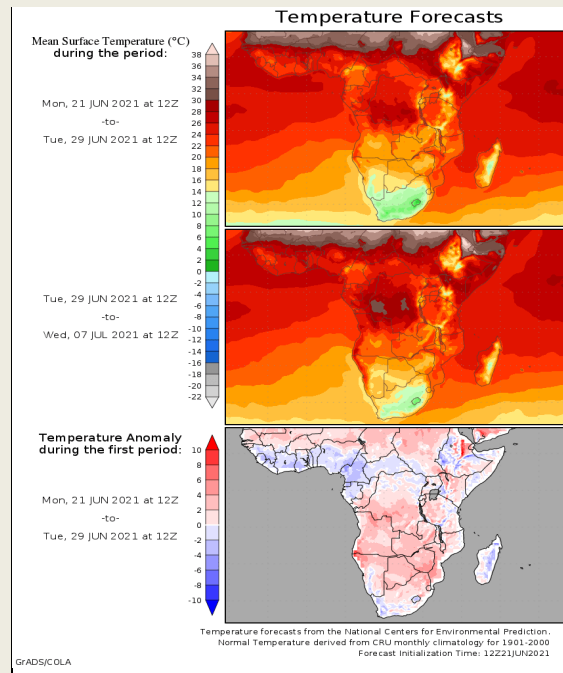 Temperature Forecasts
Mean Surface Temperature (°C)
during the period:
Mon, 21 JUN 2021 at 12Z
-to-
Tue, 29 JUN 2021 at 12Z
38
36
34
32
30
28
26
24
22
20
18
16
14
12
10
8
6
4
2
0
-2
-4
-6
-8
-10
-12
-14
-16
-18
-20
-22
Tue, 29 JUN 2021 at 12Z
-to-
Wed, 07 JUL 2021 at 12Z
Temperature Anomaly
during the first period:
Mon, 21 JUN 2021 at 12Z
-to-
Tue, 29 JUN 2021 at 12Z
10
8
6
4
2
0
-2
-4
-6
-8
-10
Temperature forecasts from the National Centers for Environmental Prediction.
Normal Temperature derived from CRU monthly climatology for 1901-2000
Forecast Initialization Time: 12Z21JUN2021
GrADS/COLA